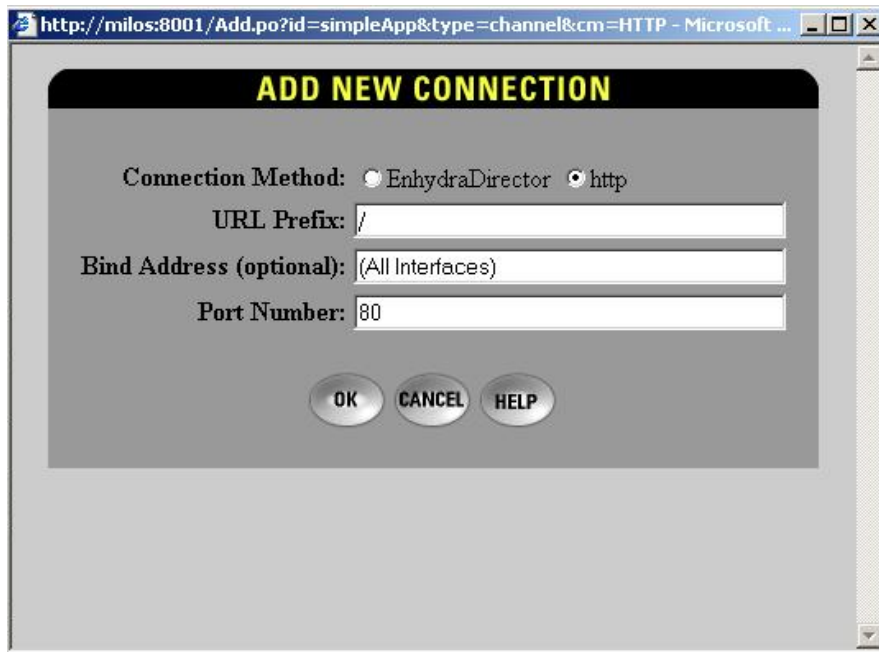 http://milos:8001/Add.po?id=simpleApp&type=channel&cm=HTTP - Microsoft ...
ADD NEW CONNECTION
Connection Method: EnhydraDirector http
URL Prefix: /
Bind Address (optional): (All Interfaces)
Port Number: 80
OK CANCEL HELP